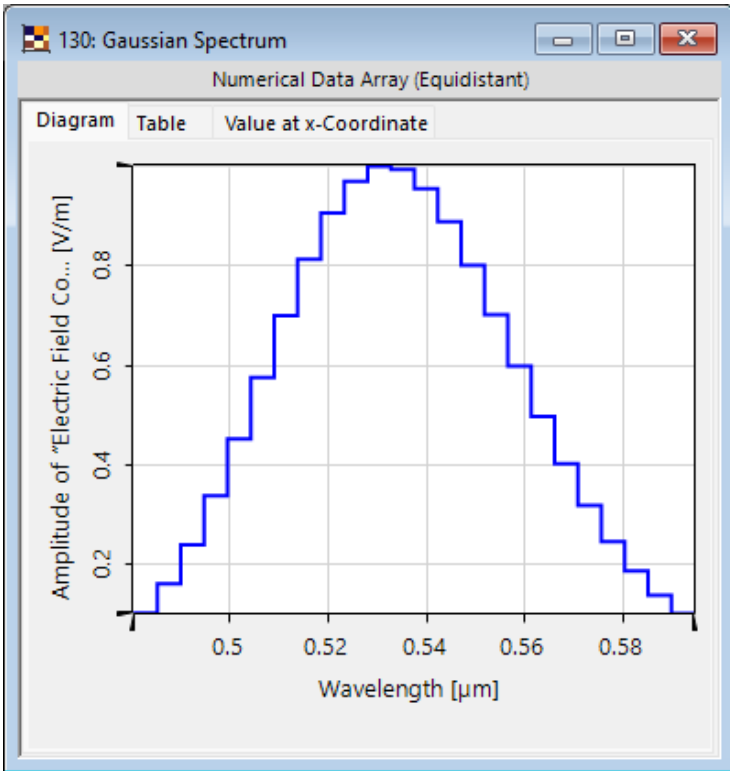 130: Gaussian Spectrum
Numerical Data Array (Equidistant)
Diagram Table Value at x-Coordinate
Amplitude of "Electric Field Co... [V/m]
0.8
0.6
0.4
0.2
0.5 0.52 0.54 0.56 0.58
Wavelength [µm]